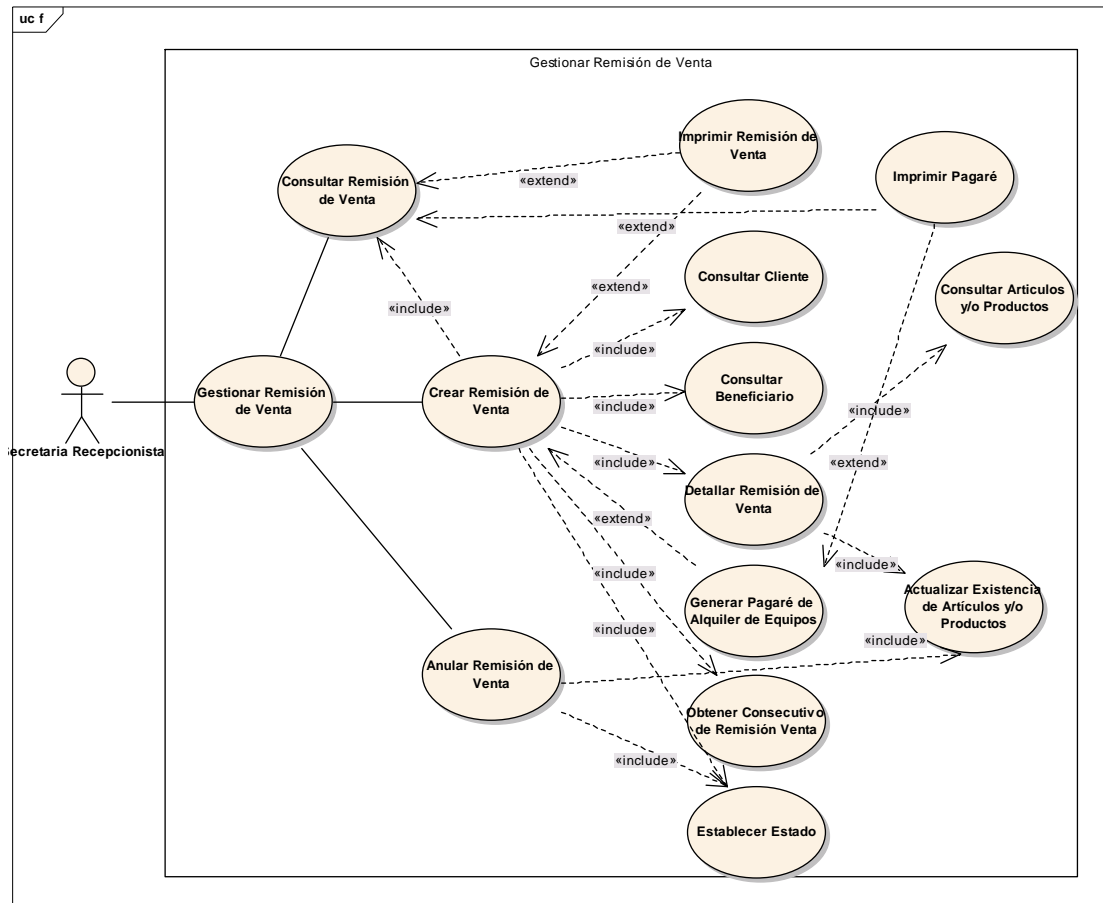 uc f
Gestionar Remisión de Venta
Imprimir Remisión de
Venta
Imprimir Pagaré
Consultar Remisión
de Venta
«extend»
«extend»
Consultar Cliente
Consultar Articulos
y/o Productos
«extend»
«include»
«include»
Gestionar Remisión
de Venta
Crear Remisión de
Venta
Consultar
Beneficiario
«include»
«include»
Secretaria Recepcionista
«include»
«extend»
Detallar Remisión de
Venta
«extend»
«include»
«include»
Generar Pagaré de
Alquiler de Equipos
Actualizar Existencia
de Artículos y/o
Productos
«include»
«include»
Anular Remisión de
Venta
Obtener Consecutivo
de Remisión Venta
«include»
Establecer Estado